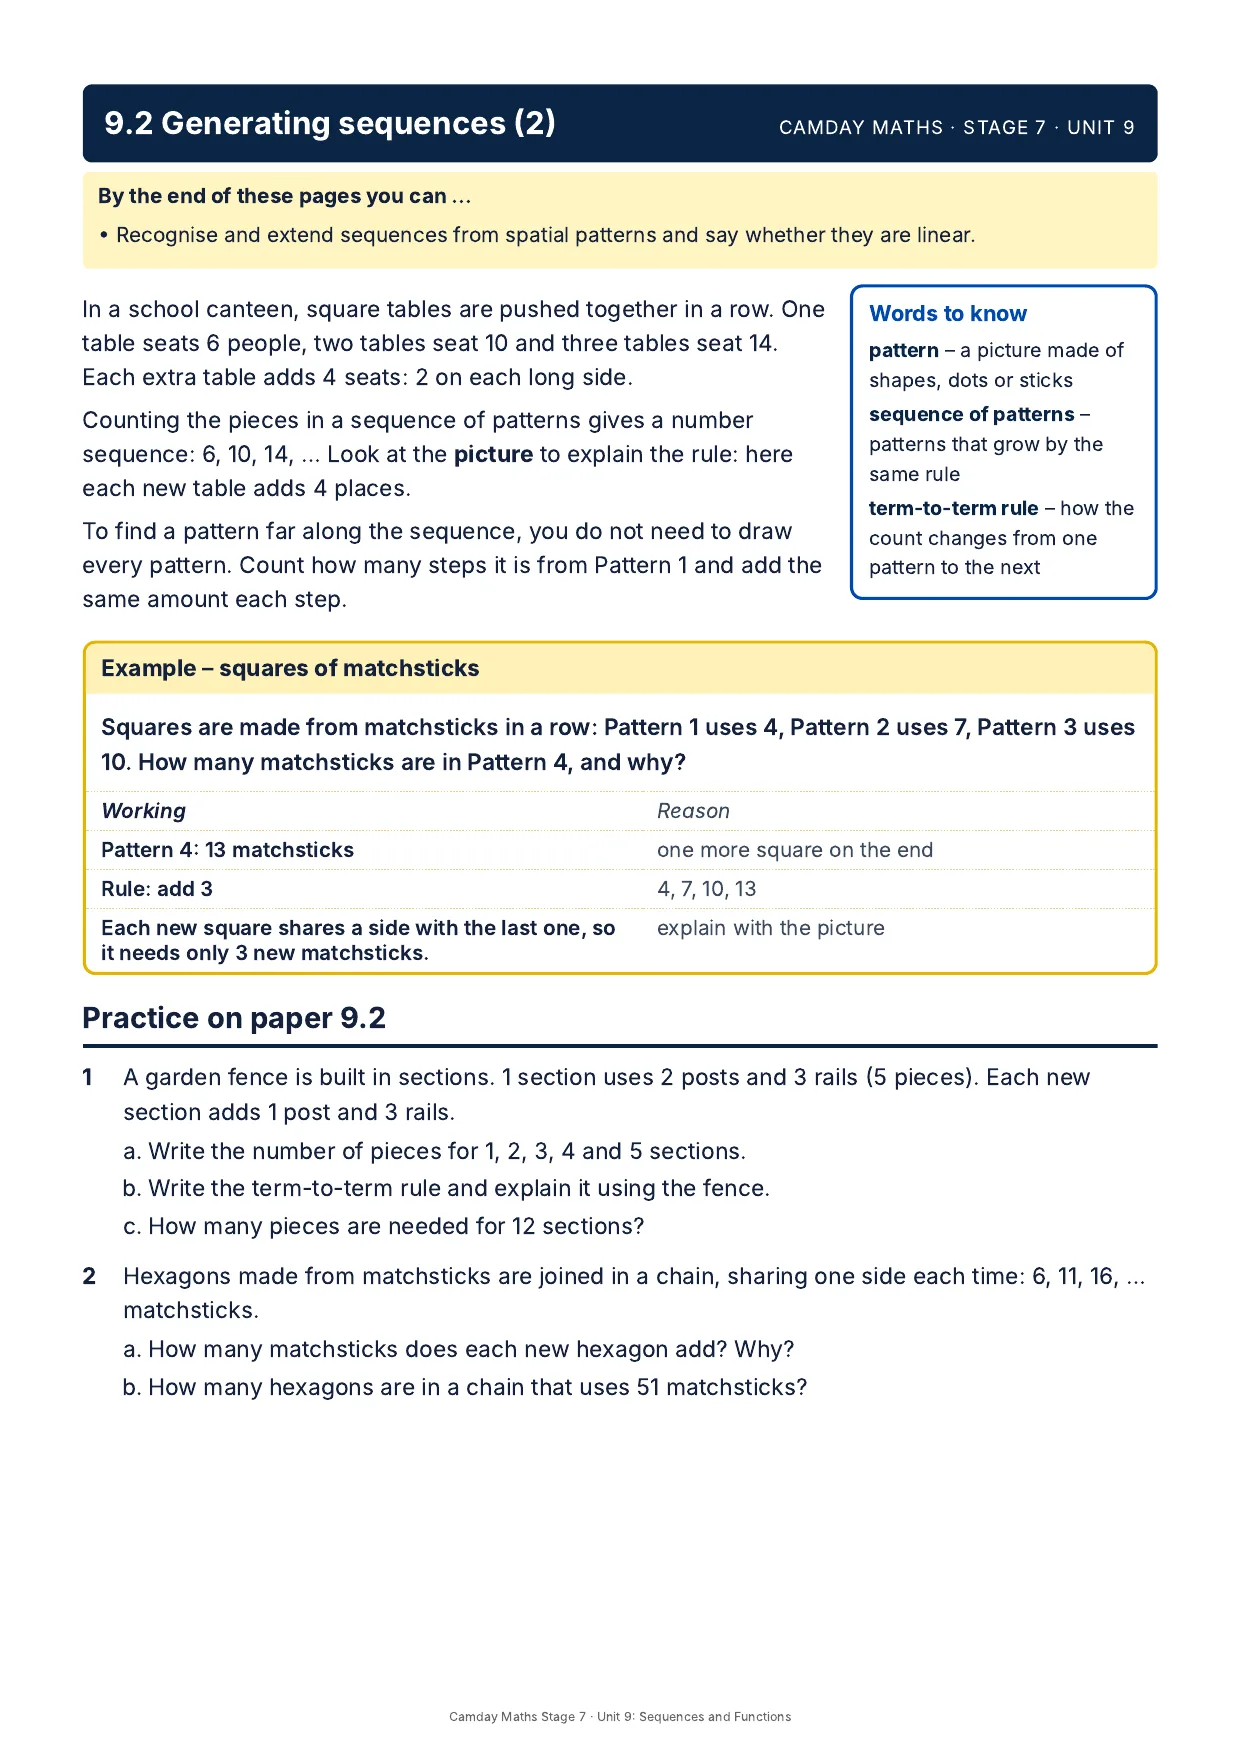 9.2 Generating sequences (2)
CAMDAY MATHS · STAGE 7 · UNIT 9
By the end of these pages you can …
• Recognise and extend sequences from spatial patterns and say whether they are linear.
In a school canteen, square tables are pushed together in a row. One
table seats 6 people, two tables seat 10 and three tables seat 14.
Each extra table adds 4 seats: 2 on each long side.
Counting the pieces in a sequence of patterns gives a number
sequence: 6, 10, 14, … Look at the picture to explain the rule: here
each new table adds 4 places.
To find a pattern far along the sequence, you do not need to draw
every pattern. Count how many steps it is from Pattern 1 and add the
same amount each step.
Words to know
pattern – a picture made of
shapes, dots or sticks
sequence of patterns –
patterns that grow by the
same rule
term-to-term rule – how the
count changes from one
pattern to the next
Example – squares of matchsticks
Squares are made from matchsticks in a row: Pattern 1 uses 4, Pattern 2 uses 7, Pattern 3 uses
10. How many matchsticks are in Pattern 4, and why?
Working Reason
Pattern 4: 13 matchsticks one more square on the end
Rule: add 3 4, 7, 10, 13
Each new square shares a side with the last one, so explain with the picture
it needs only 3 new matchsticks.
Practice on paper 9.2
1 A garden fence is built in sections. 1 section uses 2 posts and 3 rails (5 pieces). Each new
section adds 1 post and 3 rails.
a. Write the number of pieces for 1, 2, 3, 4 and 5 sections.
b. Write the term-to-term rule and explain it using the fence.
c. How many pieces are needed for 12 sections?
2 Hexagons made from matchsticks are joined in a chain, sharing one side each time: 6, 11, 16, …
matchsticks.
a. How many matchsticks does each new hexagon add? Why?
b. How many hexagons are in a chain that uses 51 matchsticks?
Camday Maths Stage 7 · Unit 9: Sequences and Functions